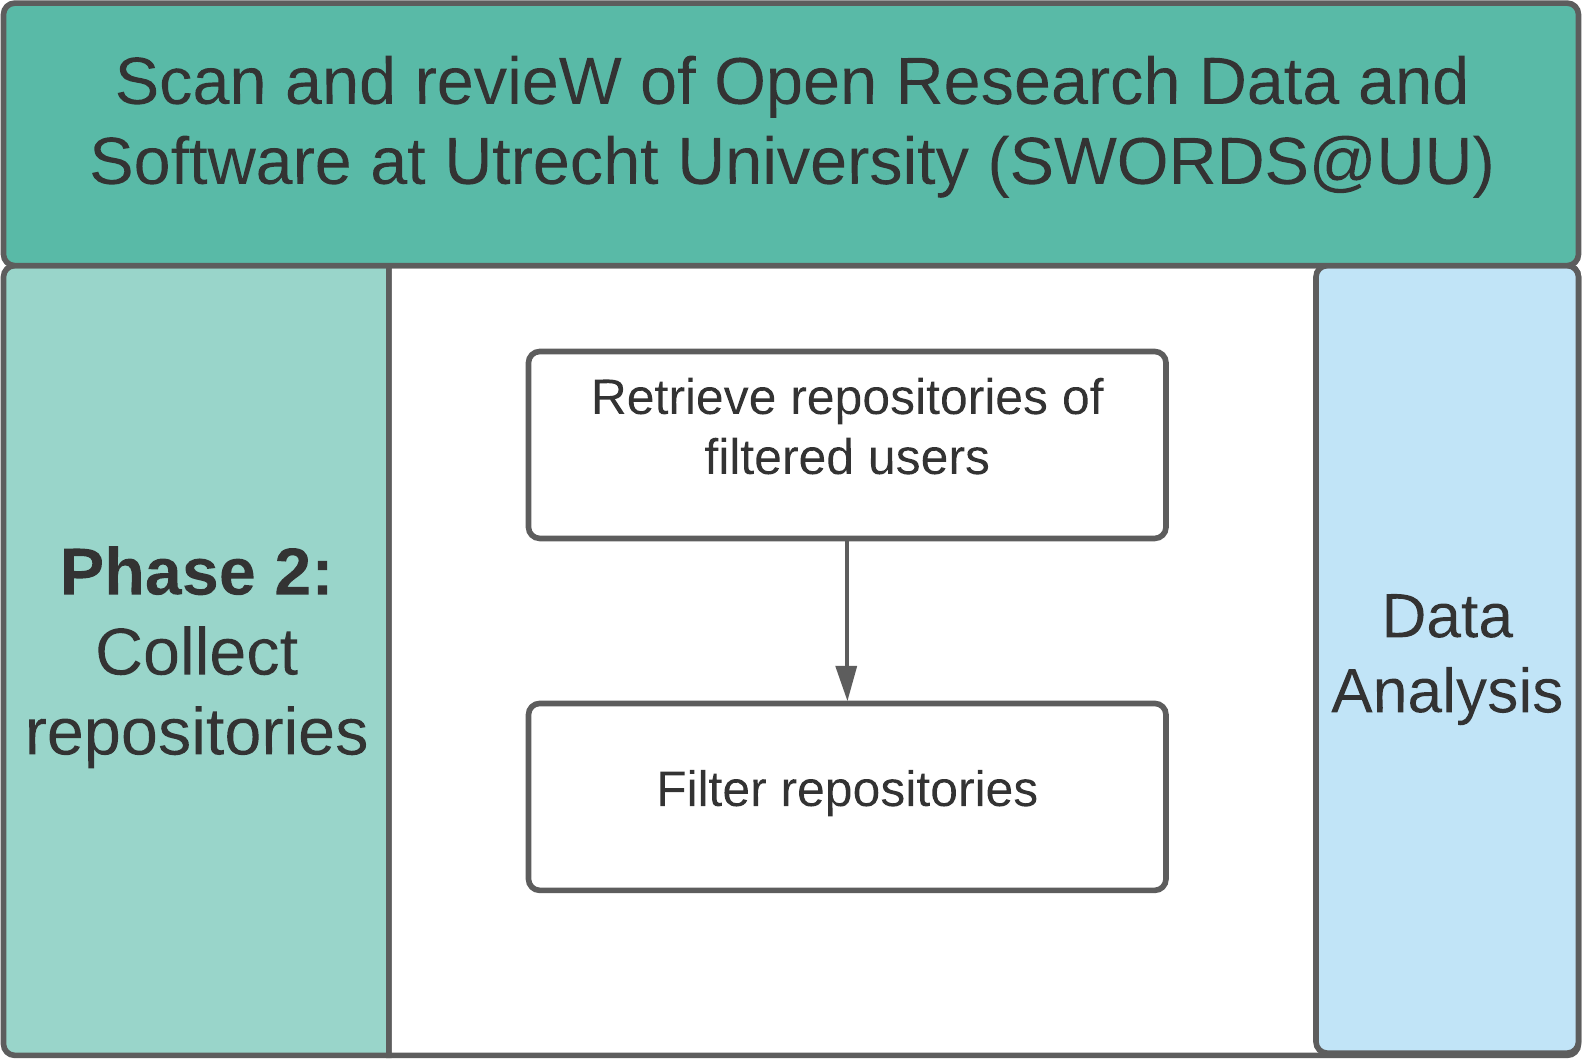 Scan and revieW of Open Research Data and
Software at Utrecht University (SWORDS@UU)
Phase 2:
Collect
repositories
Retrieve repositories of
filtered users
Filter repositories
Data
Analysis